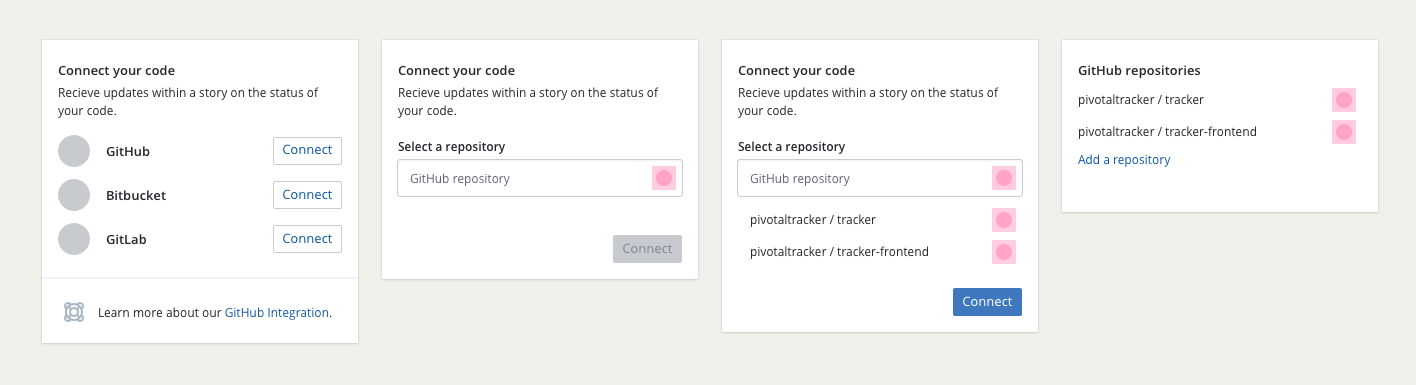 Connect your code
Recieve updates within a story on the status of
your code.
GitHub
Connect
Bitbucket
Connect
GitLab
Connect
Learn more about our GitHub Integration.
Connect your code
Recieve updates within a story on the status of
your code.
Select a repository
GitHub repository
Connect
Connect your code
Recieve updates within a story on the status of
your code.
Select a repository
GitHub repository
pivotaltracker / tracker
pivotaltracker / tracker-frontend
Connect
GitHub repositories
pivotaltracker / tracker
pivotaltracker / tracker-frontend
Add a repository